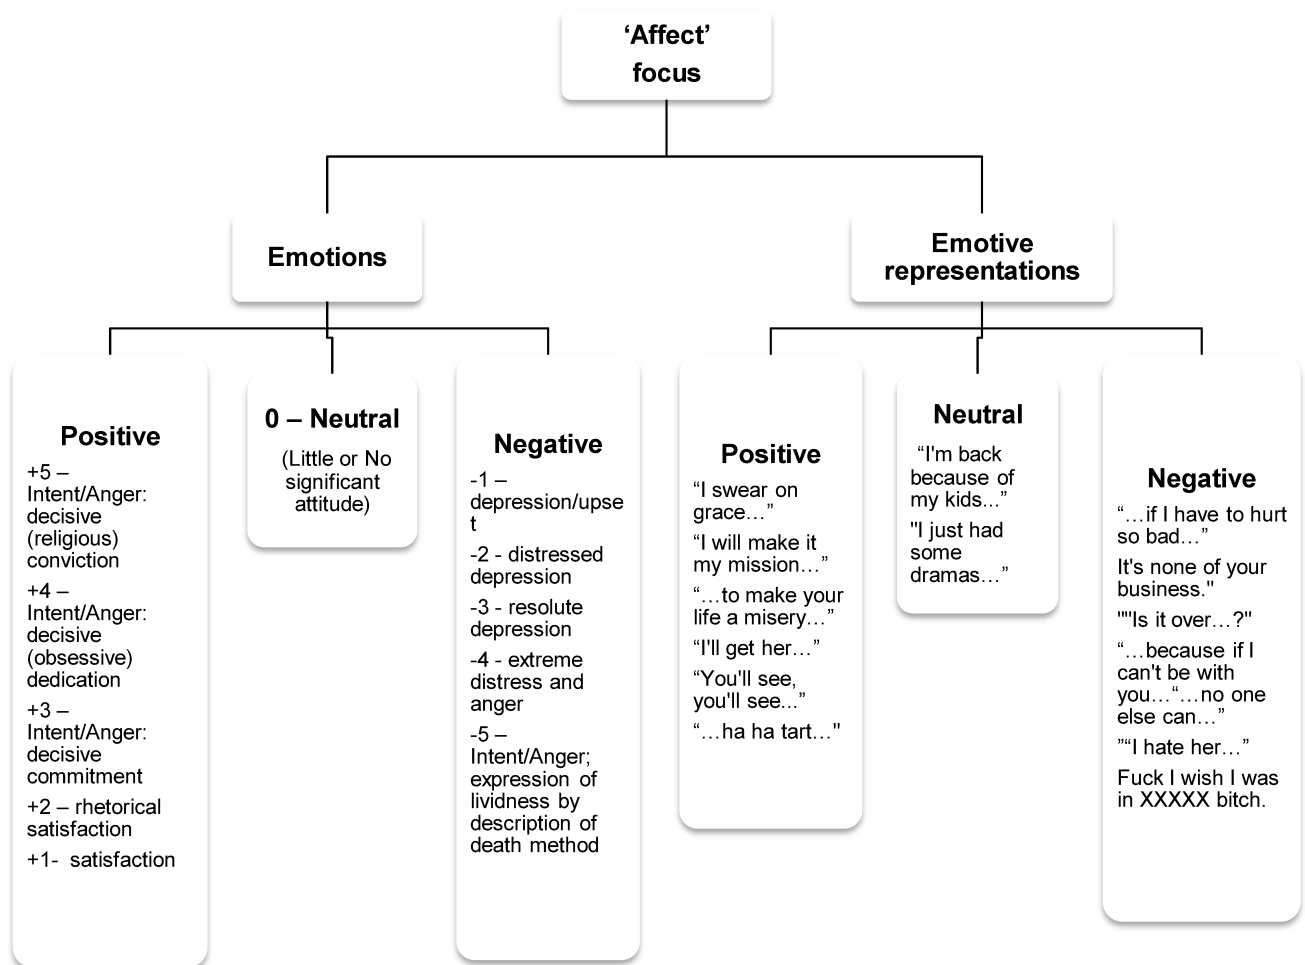 ‘Affect’
focus
Emotions
Emotive
representations
Positive
+5 –
Intent/Anger:
decisive
(religious)
conviction
+4 –
Intent/Anger:
decisive
(obsessive)
dedication
+3 –
Intent/Anger:
decisive
commitment
+2 – rhetorical
satisfaction
+1- satisfaction
0 – Neutral
(Little or No
significant
attitude)
Negative
-1 –
depression/upse
t
-2 - distressed
depression
-3 - resolute
depression
-4 - extreme
distress and
anger
-5 –
Intent/Anger;
expression of
lividness by
description of
death method
Positive
“I swear on
grace…”
“I will make it
my mission…”
“…to make your
life a misery…”
“I'll get her…”
“You'll see,
you'll see...”
“…ha ha tart…"
Neutral
“I'm back
because of
my kids...”
"I just had
some
dramas…”
Negative
“…if I have to hurt
so bad…”
It's none of your
business."
""Is it over…?"
“…because if I
can't be with
you…“…no one
else can…”
”“I hate her…”
Fuck I wish I was
in XXXXX bitch.